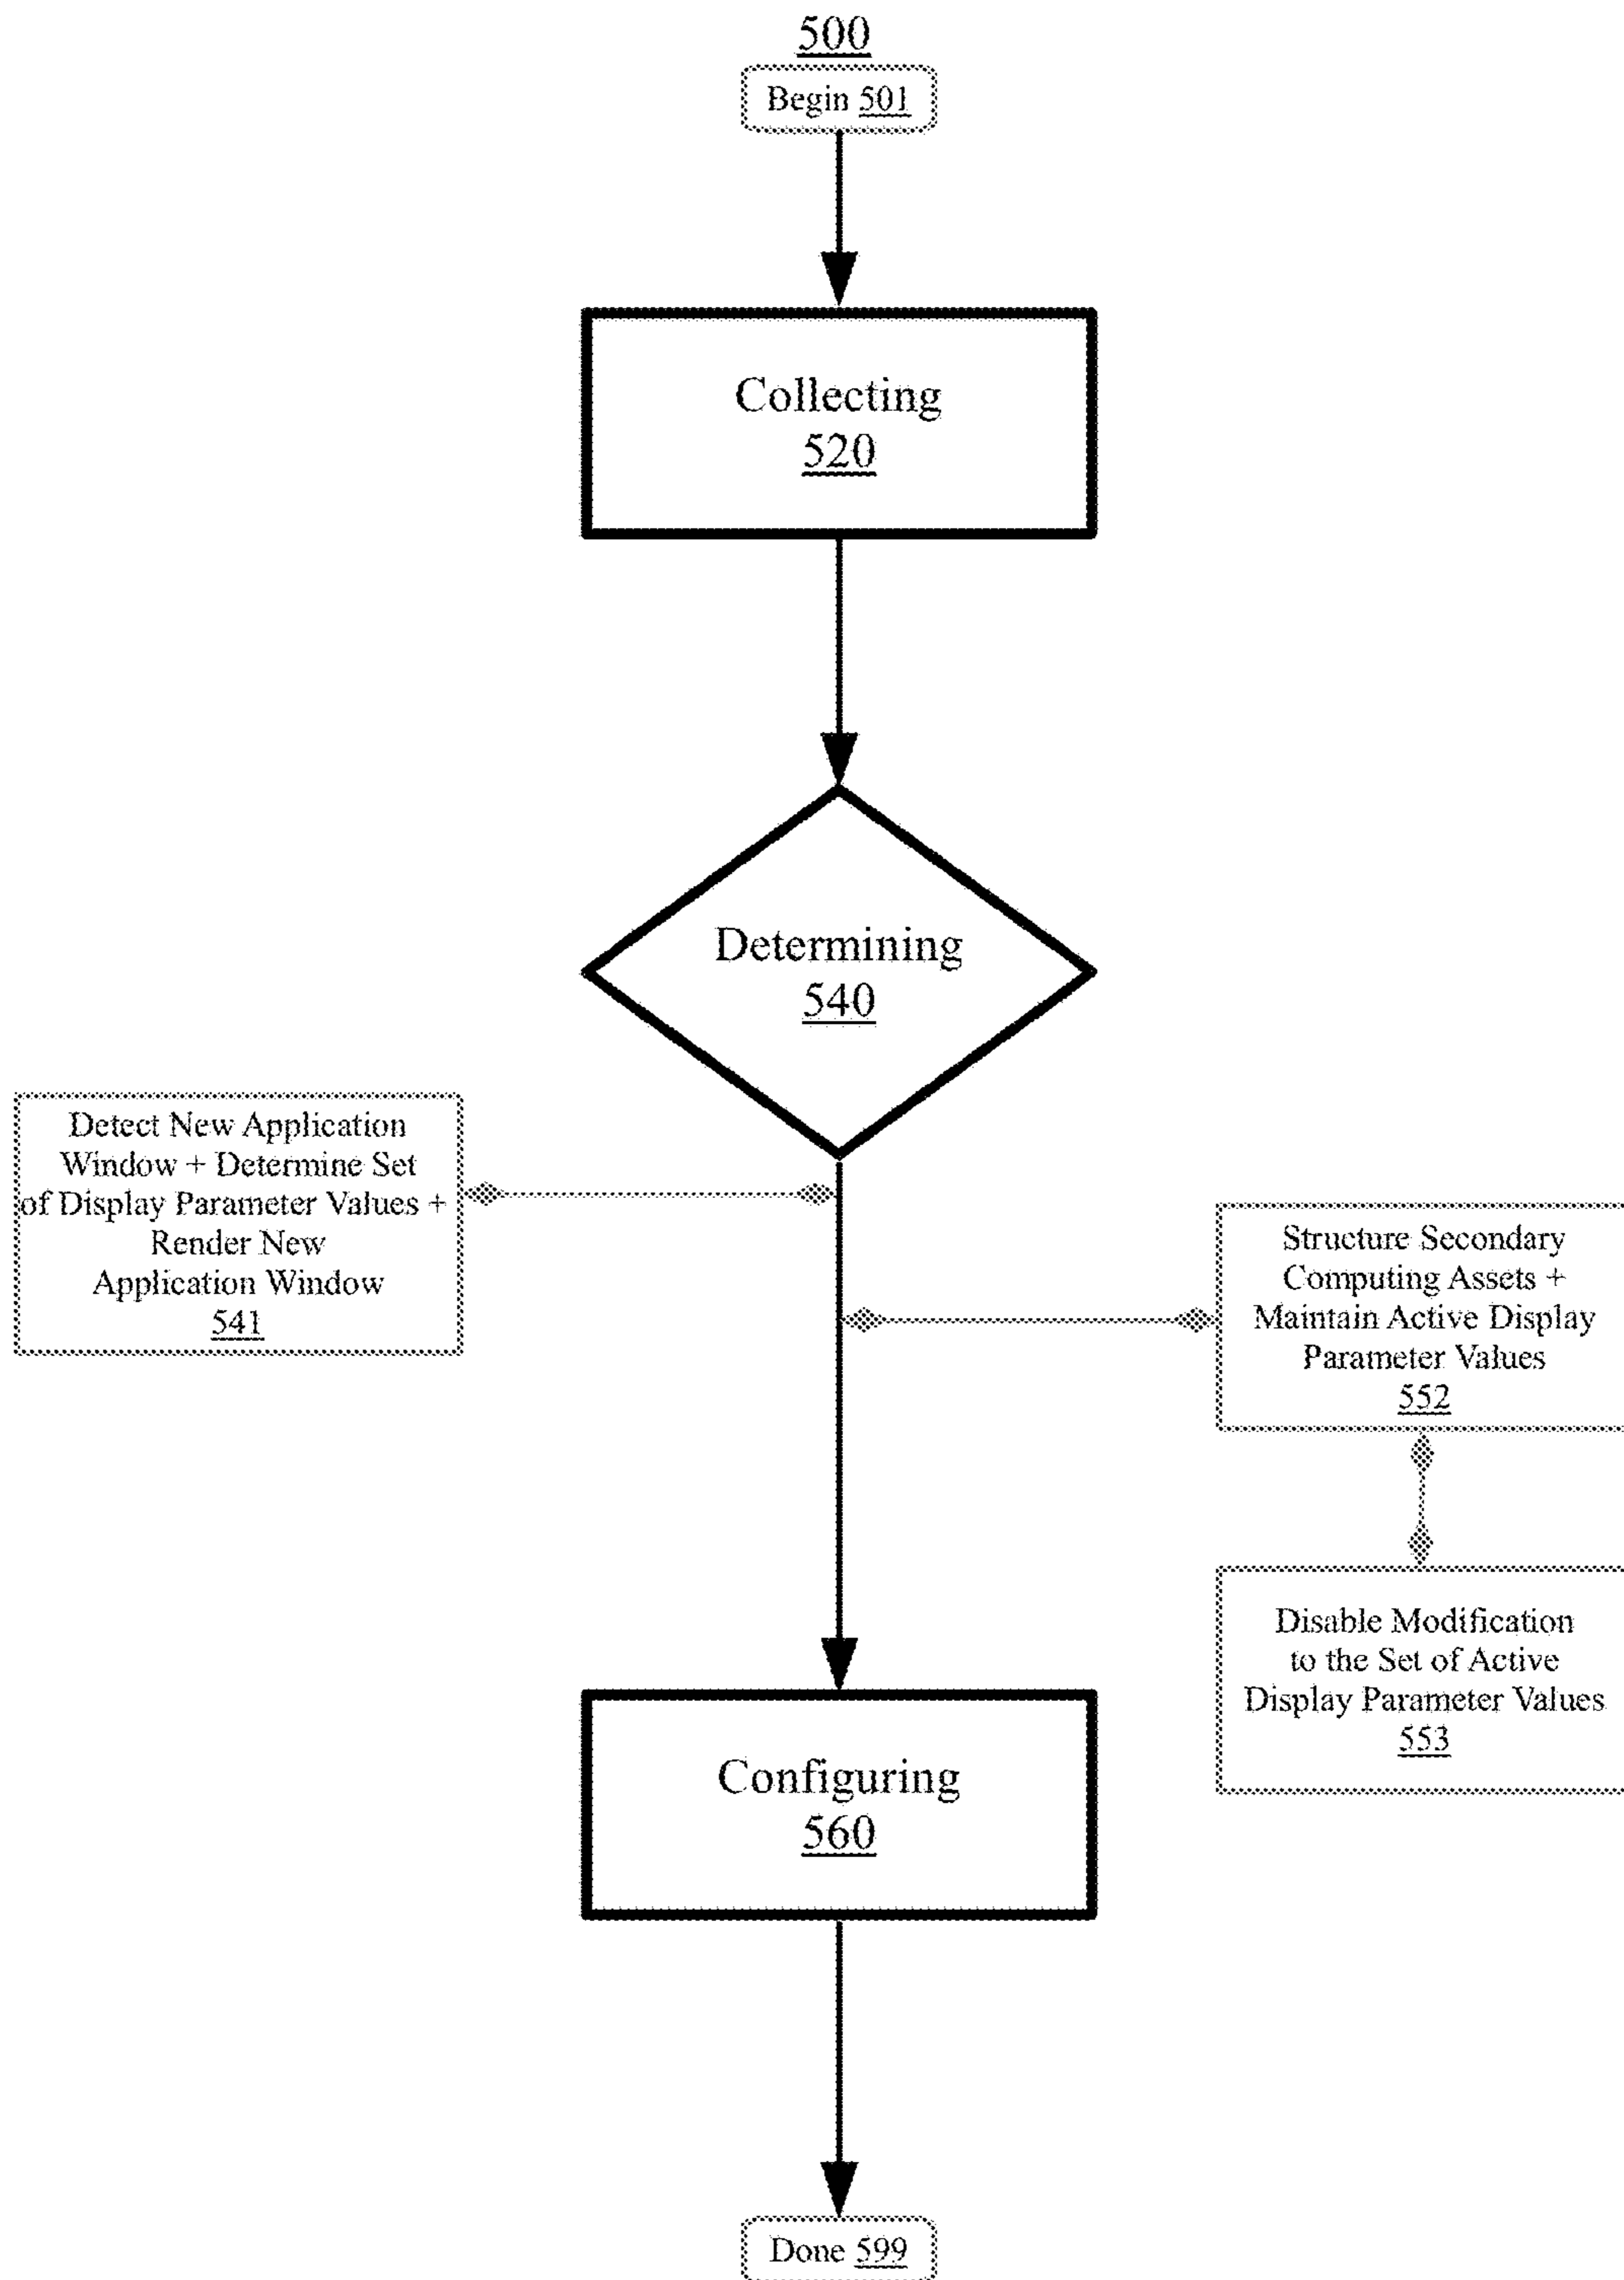 500
Begin 501
Collecting
520
Determining
540
Detect New Application
Window + Determine Set
of Display Parameter Values +
Render New
Application Window
541
Structure Secondary
Computing Assets +
Maintain Active Display
Parameter Values
552
Disable Modification
to the Set of Active
Display Parameter Values
553
Configuring
560
Done 599